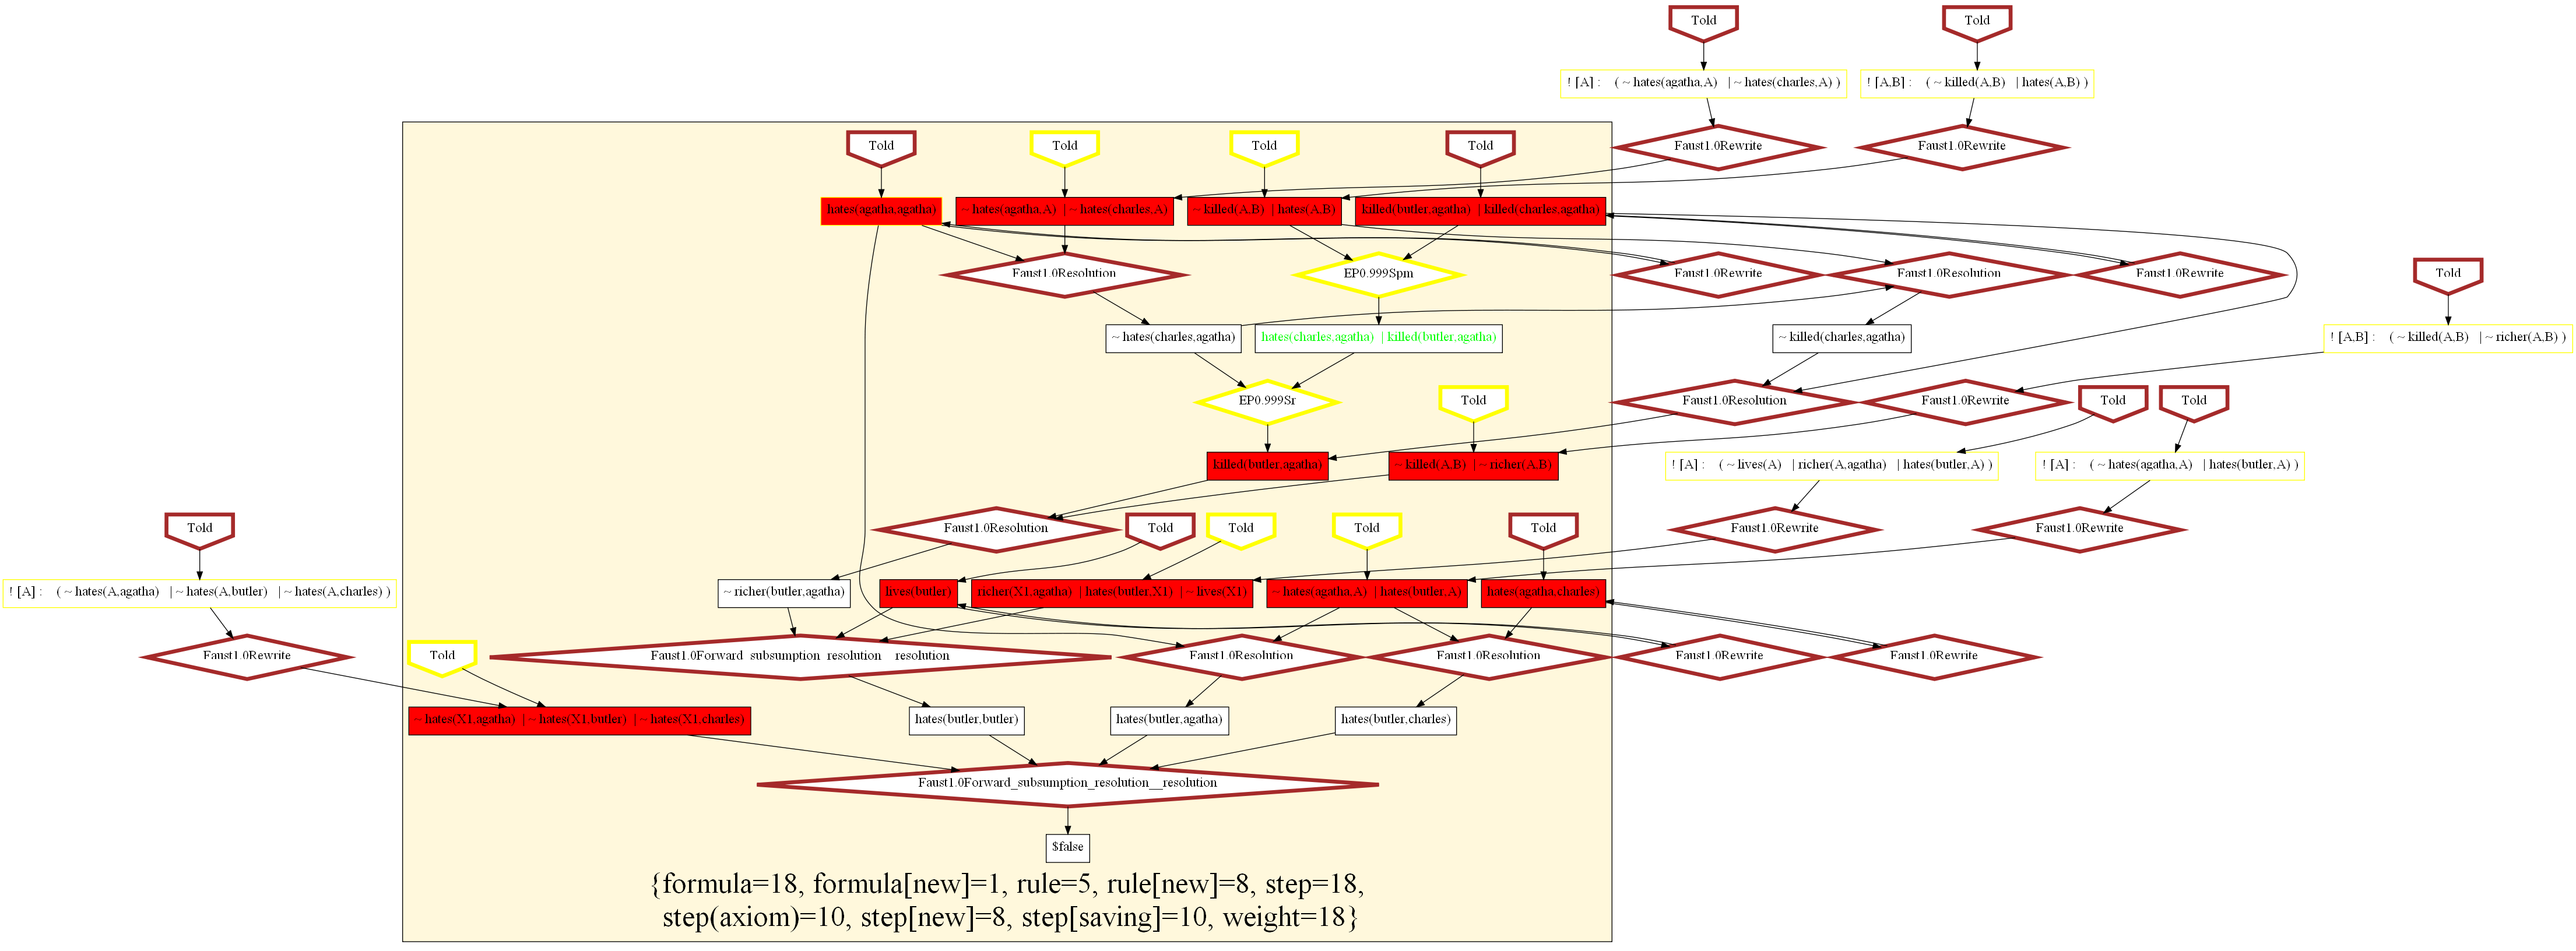 Told
Told
! [A] : ( ~ hates(agatha,A) | ~ hates(charles,A) )
! [A,B] : ( ~ killed(A,B) | hates(A,B) )
Told
Told
Told
Told
Faust1.0Rewrite
Faust1.0Rewrite
hates(agatha,agatha)
~ hates(agatha,A) | ~ hates(charles,A)
~ killed(A,B) | hates(A,B)
killed(butler,agatha) | killed(charles,agatha)
Faust1.0Resolution
EP0.999Spm
Faust1.0Rewrite
Faust1.0Resolution
Faust1.0Rewrite
Told
~ hates(charles,agatha)
hates(charles,agatha) | killed(butler,agatha)
~ killed(charles,agatha)
! [A,B] : ( ~ killed(A,B) | ~ richer(A,B) )
EP0.999Sr
Told
Faust1.0Resolution
Faust1.0Rewrite
Told
Told
killed(butler,agatha)
~ killed(A,B) | ~ richer(A,B)
! [A] : ( ~ lives(A) | richer(A,agatha) | hates(butler,A) )
! [A] : ( ~ hates(agatha,A) | hates(butler,A) )
Told
Faust1.0Resolution
Told
Told
Told
Told
Faust1.0Rewrite
Faust1.0Rewrite
! [A] : ( ~ hates(A,agatha) | ~ hates(A,butler) | ~ hates(A,charles) )
~ richer(butler,agatha)
lives(butler)
richer(X1,agatha) | hates(butler,X1) | ~ lives(X1)
~ hates(agatha,A) | hates(butler,A)
hates(agatha,charles)
Faust1.0Rewrite
Told
Faust1.0Forward_subsumption_resolution__resolution
Faust1.0Resolution
Faust1.0Resolution
Faust1.0Rewrite
Faust1.0Rewrite
~ hates(X1,agatha) | ~ hates(X1,butler) | ~ hates(X1,charles)
hates(butler,butler)
hates(butler,agatha)
hates(butler,charles)
Faust1.0Forward_subsumption_resolution__resolution
$false
{formula=18, formula[new]=1, rule=5, rule[new]=8, step=18,
step(axiom)=10, step[new]=8, step[saving]=10, weight=18}